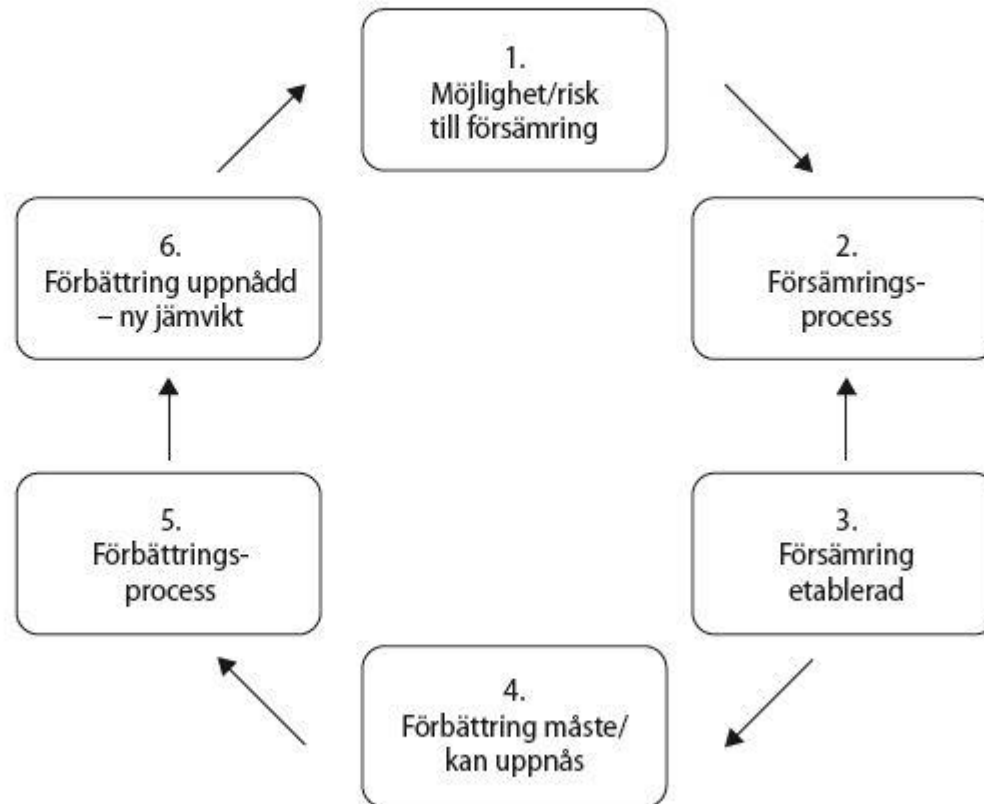 1.
Möjlighet/risk
till försämring
2.
Försämrings-
process
3.
Försämring
etablerad
4.
Förbättring måste/
kan uppnås
5.
Förbättrings-
process
6.
Förbättring uppnådd
– ny jämvikt